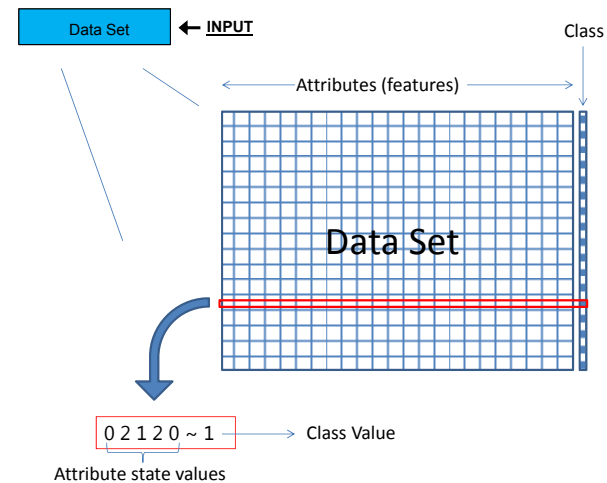 Data Set
INPUT
Class
Attributes (features)
Data Set
0 2 1 2 0 ~ 1
Class Value
Attribute state values